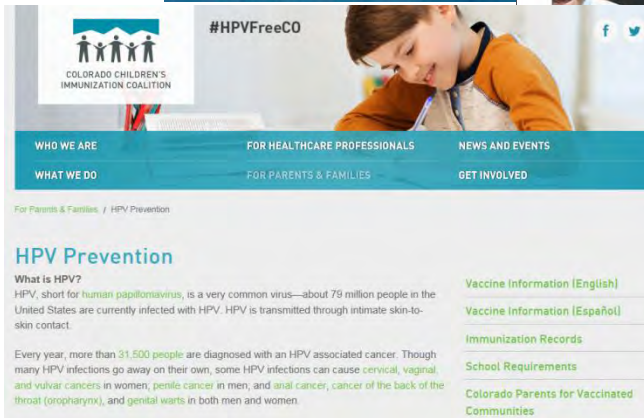 #HPVFreeCO
COLORADO CHILDREN'S
IMMUNIZATION COALITION
WHO WE ARE
FOR HEALTHCARE PROFESSIONALS
NEWS AND EVENTS
WHAT WE DO
FOR PARENTS & FAMILIES
GET INVOLVED
For Parents & Families / HPV Prevention
HPV Prevention
What is HPV?
HPV, short for human papillomavirus, is a very common virus—about 79 million people in the
United States are currently infected with HPV. HPV is transmitted through intimate skin-to-
skin contact.
Every year, more than 31,500 people are diagnosed with an HPV associated cancer. Though
many HPV infections go away on their own, some HPV infections can cause cervical, vaginal,
and vulvar cancers in women; penile cancer in men; and anal cancer, cancer of the back of the
throat (oropharynx), and genital warts in both men and women.
Vaccine Information (English)
Vaccine Information (Español)
Immunization Records
School Requirements
Colorado Parents for Vaccinated
Communities